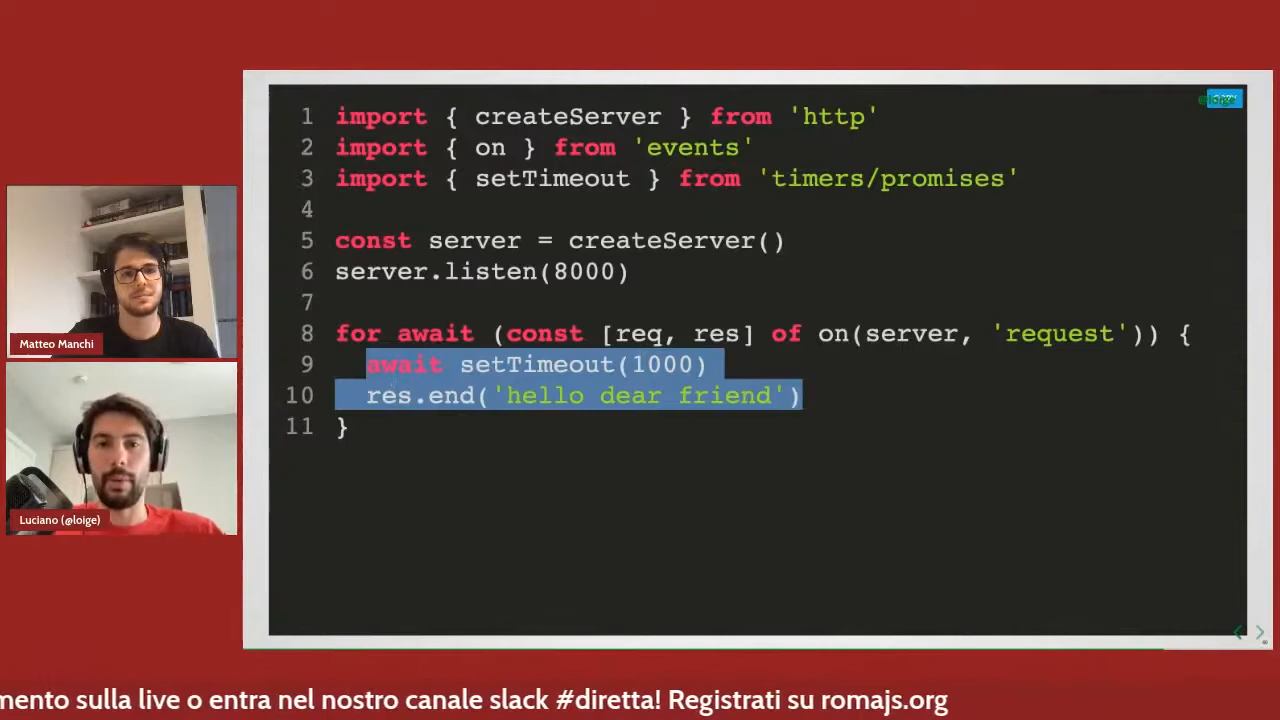 @loige
1 import { createServer } from 'http'
2 import { on } from 'events'
3 import { setTimeout } from 'timers/promises'
4
5 const server = createServer()
6 server.listen(8000)
7
8 for await (const [req, res] of on(server, 'request')) {
9 await setTimeout(1000)
10 res.end('hello dear friend')
11 }
Matteo Manchi
Luciano (@loige)
mento sulla live o entra nel nostro canale slack #diretta! Registrati su romajs.org